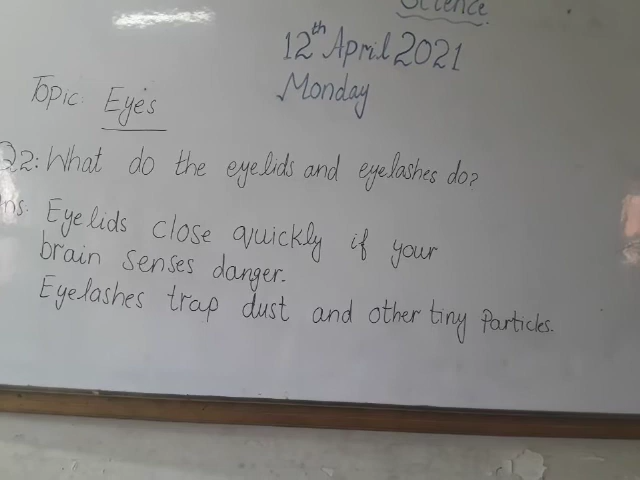 Science
12th April 2021
Monday
Topic: Eyes
Q2: What do the eyelids and eyelashes do?
Ans. Eyelids close quickly if your
brain senses danger.
Eyelashes trap dust and other tiny Particles.